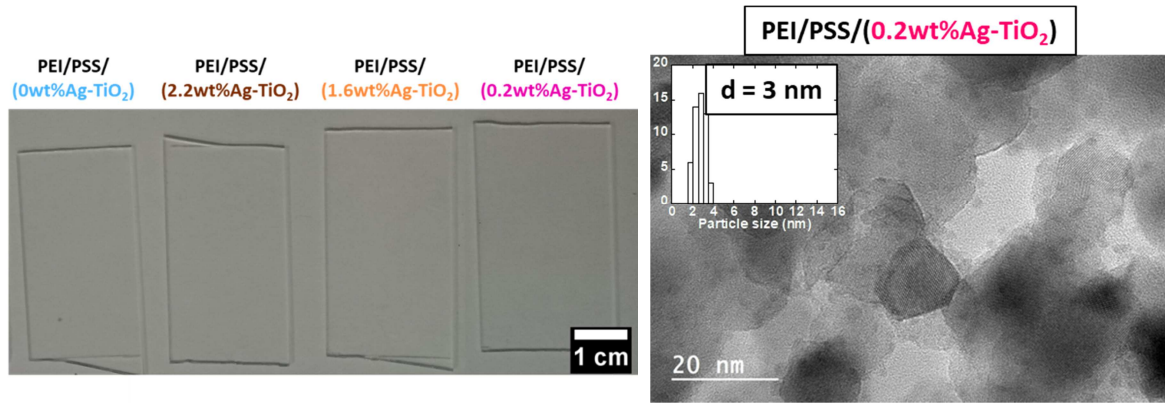 PEI/PSS/
(0wt%Ag-TiO₂)
PEI/PSS/
(2.2wt%Ag-TiO₂)
PEI/PSS/
(1.6wt%Ag-TiO₂)
PEI/PSS/
(0.2wt%Ag-TiO₂)
1 cm
PEI/PSS/(0.2wt%Ag-TiO₂)
d = 3 nm
20
15
10
5
0
0 2 4 6 8 10 12 14 16
Particle size (nm)
20 nm